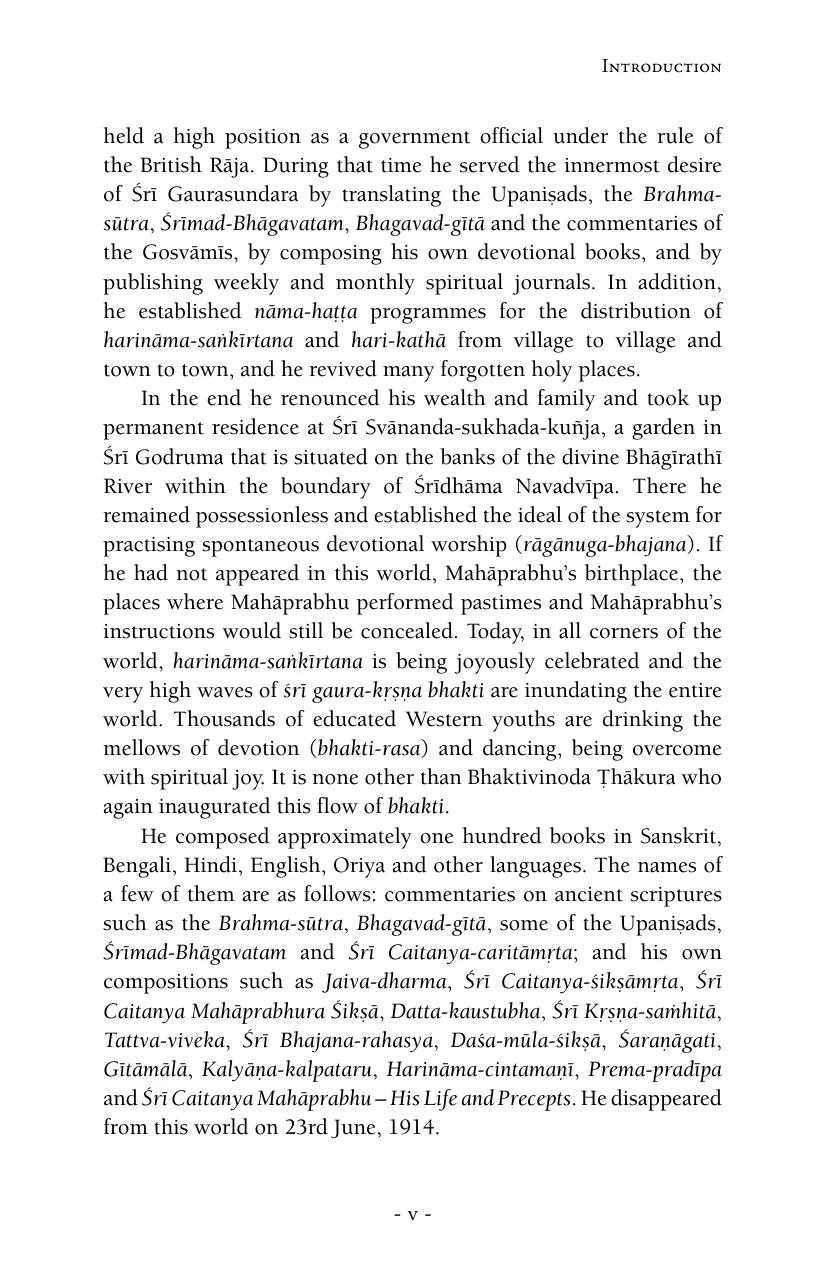 Introduction
held a high position as a government official under the rule of
the British Rāja. During that time he served the innermost desire
of Śrī Gaurasundara by translating the Upaniṣads, the Brahma-
sūtra, Śrīmad-Bhāgavatam, Bhagavad-gītā and the commentaries of
the Gosvāmīs, by composing his own devotional books, and by
publishing weekly and monthly spiritual journals. In addition,
he established nāma-haṭṭa programmes for the distribution of
harināma-saṅkīrtana and hari-kathā from village to village and
town to town, and he revived many forgotten holy places.
In the end he renounced his wealth and family and took up
permanent residence at Śrī Svānanda-sukhada-kuñja, a garden in
Śrī Godruma that is situated on the banks of the divine Bhāgīrathī
River within the boundary of Śrīdhāma Navadvīpa. There he
remained possessionless and established the ideal of the system for
practising spontaneous devotional worship (rāgānuga-bhajana). If
he had not appeared in this world, Mahāprabhu’s birthplace, the
places where Mahāprabhu performed pastimes and Mahāprabhu’s
instructions would still be concealed. Today, in all corners of the
world, harināma-saṅkīrtana is being joyously celebrated and the
very high waves of śrī gaura-kṛṣṇa bhakti are inundating the entire
world. Thousands of educated Western youths are drinking the
mellows of devotion (bhakti-rasa) and dancing, being overcome
with spiritual joy. It is none other than Bhaktivinoda Ṭhākura who
again inaugurated this flow of bhakti.
He composed approximately one hundred books in Sanskrit,
Bengali, Hindi, English, Oriya and other languages. The names of
a few of them are as follows: commentaries on ancient scriptures
such as the Brahma-sūtra, Bhagavad-gītā, some of the Upaniṣads,
Śrīmad-Bhāgavatam and Śrī Caitanya-caritāmṛta; and his own
compositions such as Jaiva-dharma, Śrī Caitanya-śikṣāmṛta, Śrī
Caitanya Mahāprabhura Śikṣā, Datta-kaustubha, Śrī Kṛṣṇa-saṁhitā,
Tattva-viveka, Śrī Bhajana-rahasya, Daśa-mūla-śikṣā, Śaraṇāgati,
Gītāmālā, Kalyāṇa-kalpataru, Harināma-cintamaṇī, Prema-pradīpa
and Śrī Caitanya Mahāprabhu – His Life and Precepts. He disappeared
from this world on 23rd June, 1914.
- v -